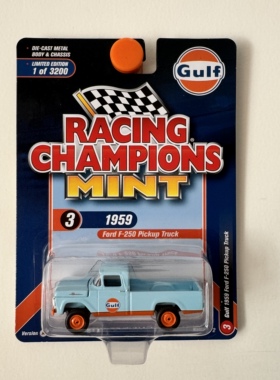 DIE-CAST METAL
BODY & CHASSIS
LIMITED EDITION
1 of 3200
Gulf
RACING
CHAMPIONS
MINT
3
1959
Ford F-250 Pickup Truck
Gulf
Version
3 Gulf 1959 Ford F-250 Pickup Truck